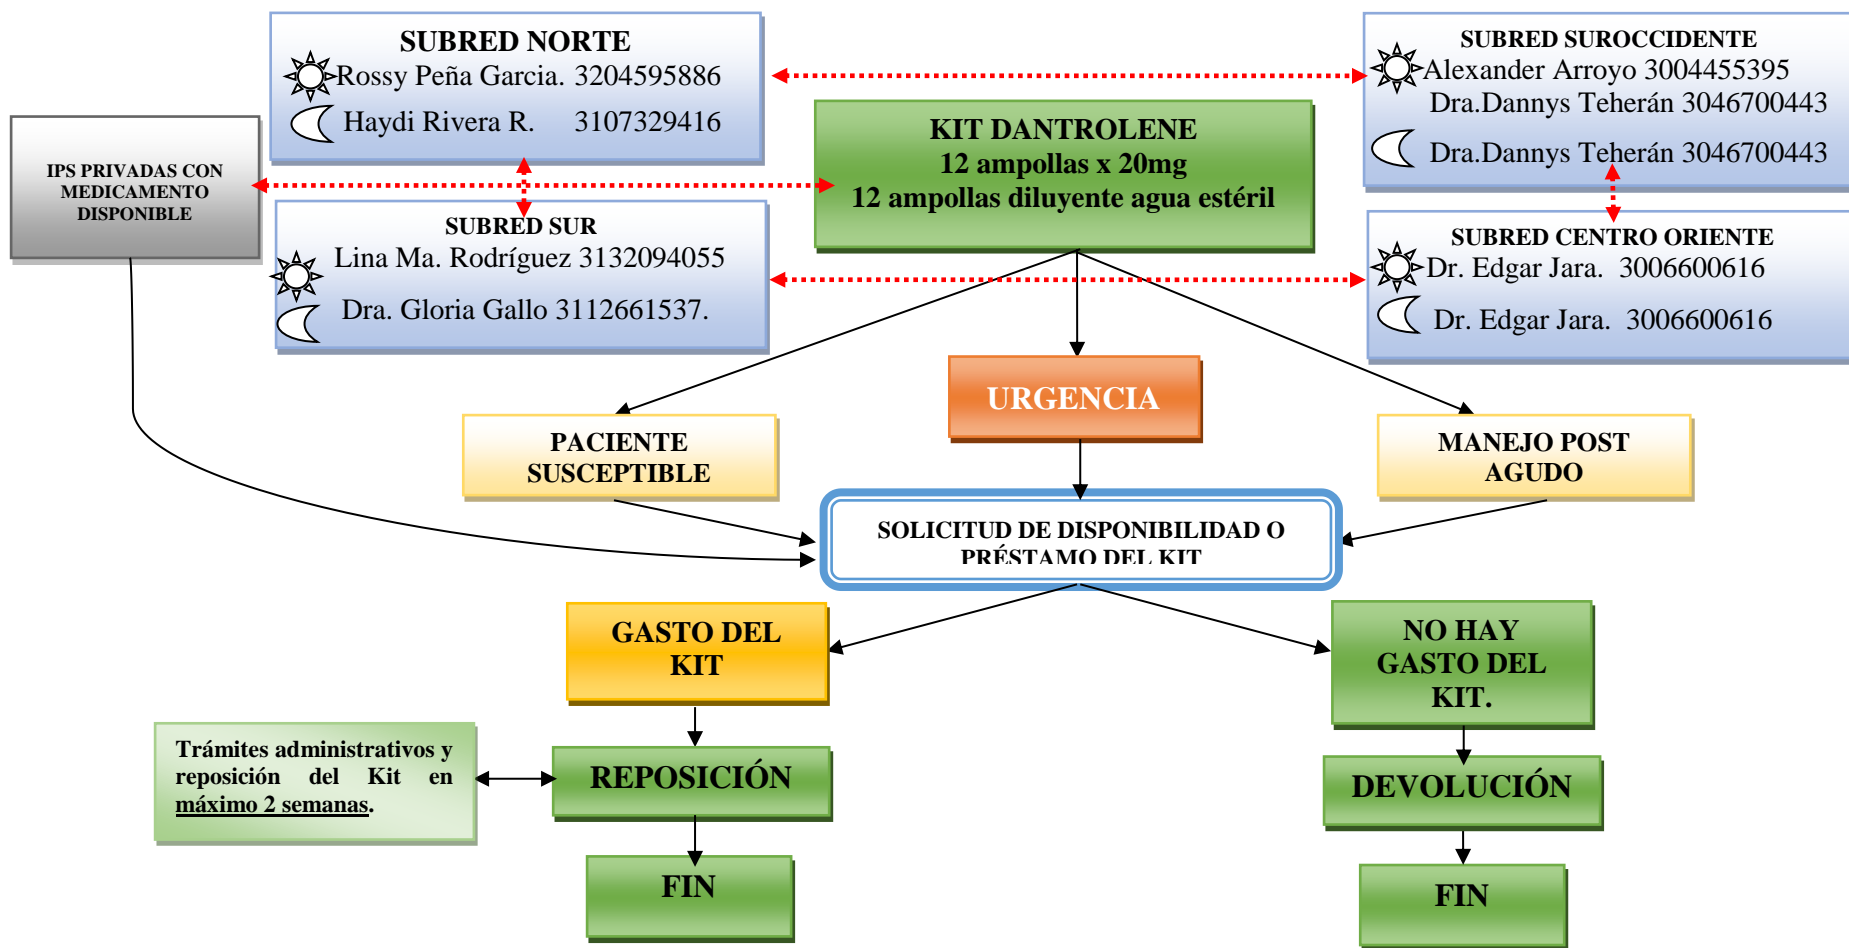 SUBRED NORTE
Rossy Peña Garcia. 3204595886
Haydi Rivera R. 3107329416
SUBRED SUROCCIDENTE
Alexander Arroyo 3004455395
Dra.Dannys Teherán 3046700443
Dra.Dannys Teherán 3046700443
IPS PRIVADAS CON
MEDICAMENTO
DISPONIBLE
KIT DANTROLENE
12 ampollas x 20mg
12 ampollas diluyente agua estéril
SUBRED SUR
Lina Ma. Rodríguez 3132094055
Dra. Gloria Gallo 3112661537.
SUBRED CENTRO ORIENTE
Dr. Edgar Jara. 3006600616
Dr. Edgar Jara. 3006600616
URGENCIA
PACIENTE
SUSCEPTIBLE
MANEJO POST
AGUDO
SOLICITUD DE DISPONIBILIDAD O
PRÉSTAMO DEL KIT
GASTO DEL
KIT
NO HAY
GASTO DEL
KIT.
Trámites administrativos y
reposición del Kit en
máximo 2 semanas.
REPOSICIÓN
DEVOLUCIÓN
FIN
FIN